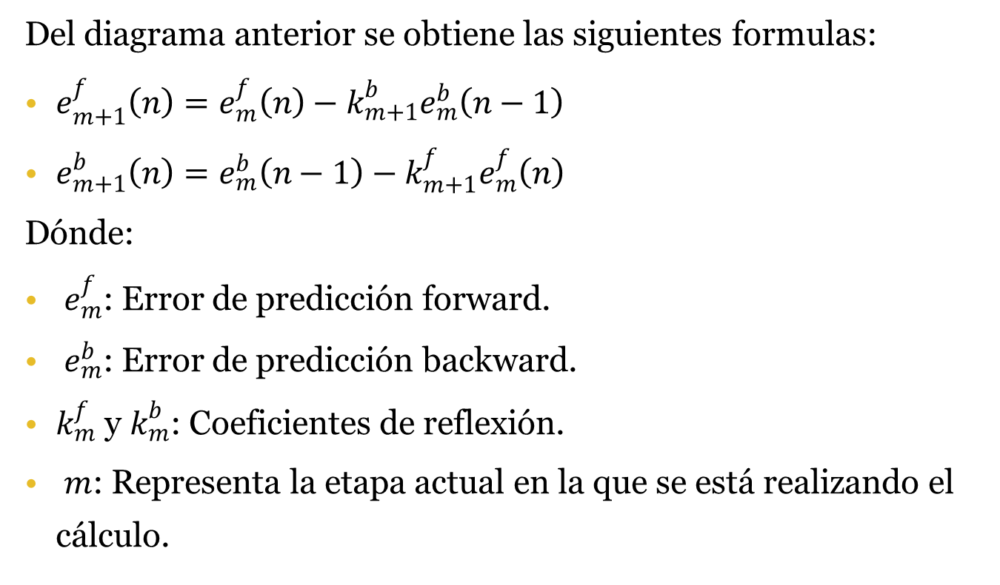 Del diagrama anterior se obtiene las siguientes formulas:
• $e_{m+1}^{f}(n) = e_{m}^{f}(n) - k_{m+1}^{b} e_{m}^{b}(n-1)$
• $e_{m+1}^{b}(n) = e_{m}^{b}(n-1) - k_{m+1}^{f} e_{m}^{f}(n)$
Dónde:
• $e_{m}^{f}$: Error de predicción forward.
• $e_{m}^{b}$: Error de predicción backward.
• $k_{m}^{f}$ y $k_{m}^{b}$: Coeficientes de reflexión.
• $m$: Representa la etapa actual en la que se está realizando el
cálculo.